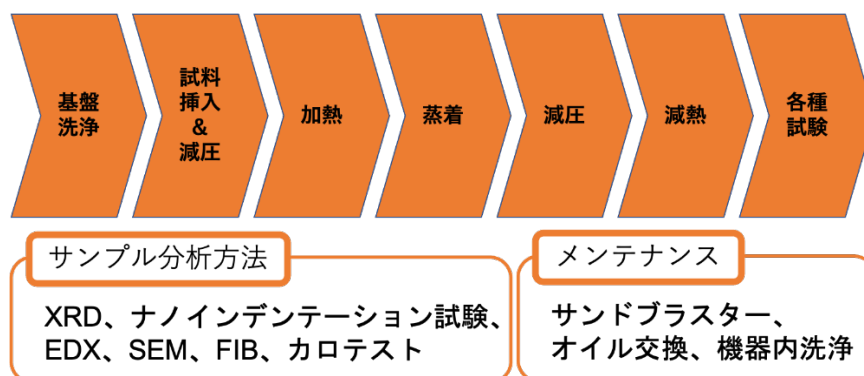 基盤
洗浄
試料
挿入
&
減圧
加熱
蒸着
減圧
減熱
各種
試験
サンプル分析方法
XRD、ナノインデンテーション試験、
EDX、SEM、FIB、カロテスト
メンテナンス
サンドブラスター、
オイル交換、機器内洗浄